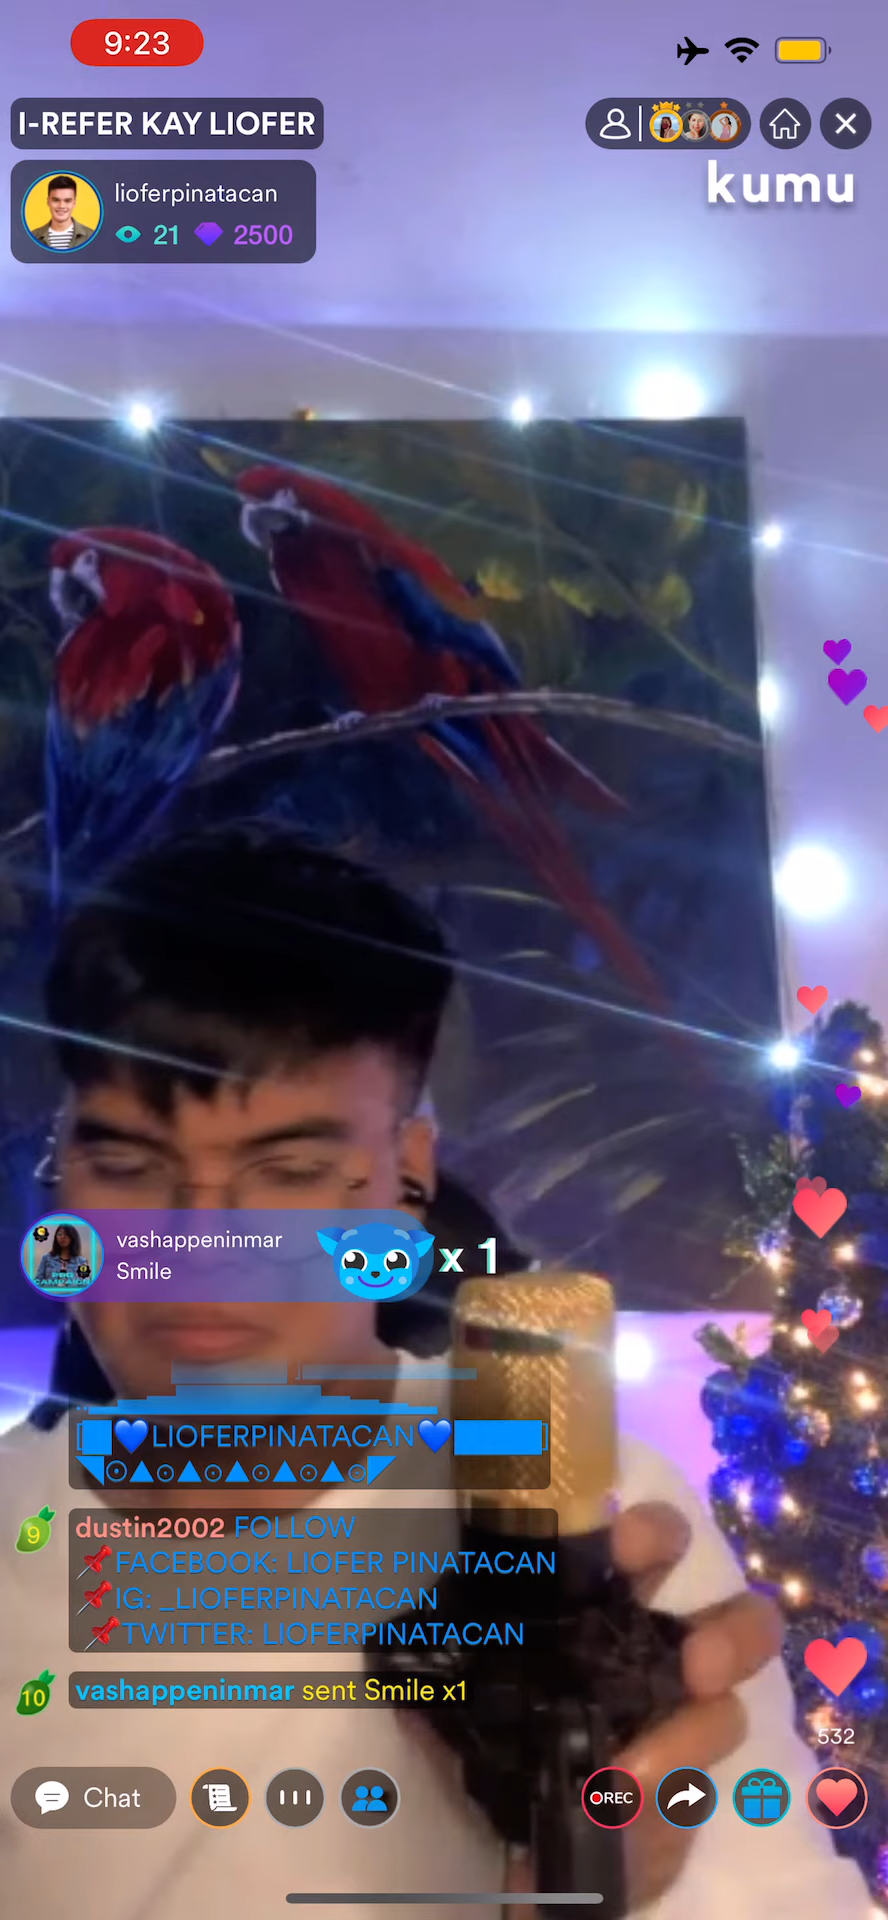 9:23
I-REFER KAY LIOFER
lioferpinatacan
21 2500
kumu
vashappeninmar
Smile
x 1
LIOFERPINATACAN
9
dustin2002 FOLLOW
FACEBOOK: LIOFER PINATACAN
IG: _LIOFERPINATACAN
TWITTER: LIOFERPINATACAN
10
vashappeninmar sent Smile x1
532
Chat
REC